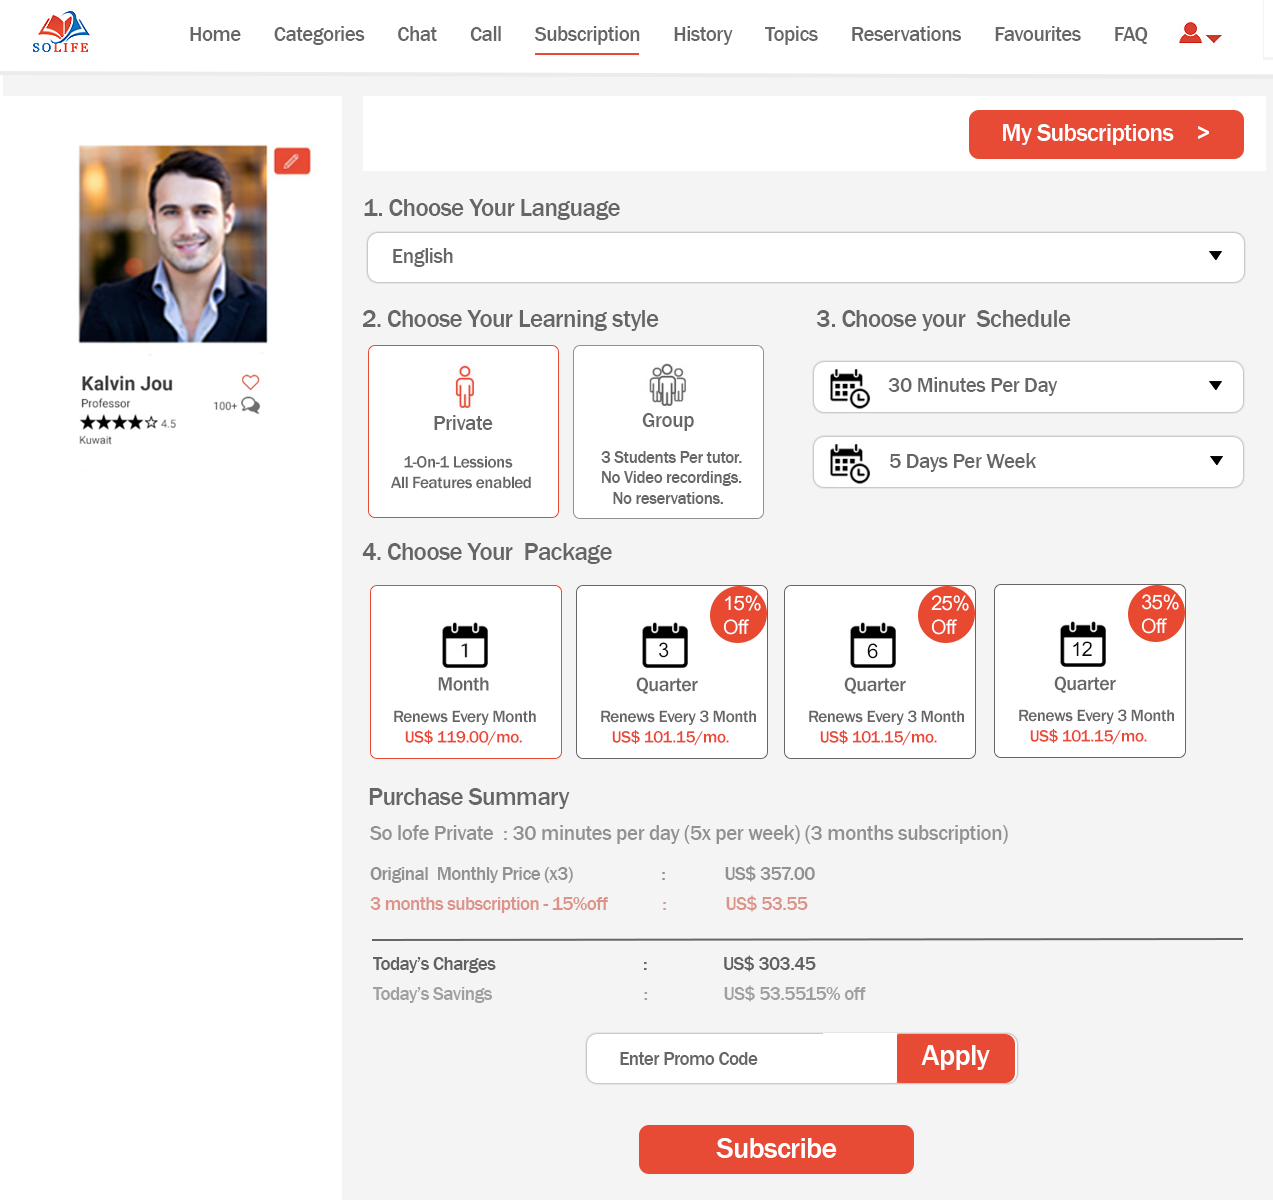 SOLIFE
Home Categories Chat Call Subscription History Topics Reservations Favourites FAQ
My Subscriptions >
Kalvin Jou
Professor
100+
4.5
Kuwait
1. Choose Your Language
English
2. Choose Your Learning style
Private
1-On-1 Lessions
All Features enabled
Group
3 Students Per tutor.
No Video recordings.
No reservations.
3. Choose your Schedule
30 Minutes Per Day
5 Days Per Week
4. Choose Your Package
1
Month
Renews Every Month
US$ 119.00/mo.
15%
Off
3
Quarter
Renews Every 3 Month
US$ 101.15/mo.
25%
Off
6
Quarter
Renews Every 3 Month
US$ 101.15/mo.
35%
Off
12
Quarter
Renews Every 3 Month
US$ 101.15/mo.
Purchase Summary
So lofe Private : 30 minutes per day (5x per week) (3 months subscription)
Original Monthly Price (x3) : US$ 357.00
3 months subscription - 15%off : US$ 53.55
Today's Charges : US$ 303.45
Today's Savings : US$ 53.5515% off
Enter Promo Code
Apply
Subscribe